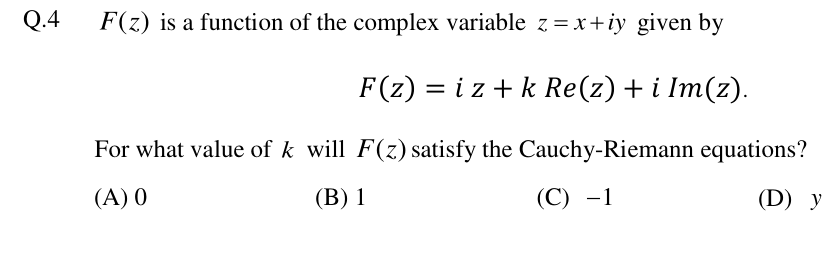 Q.4 F(z) is a function of the complex variable z = x+iy given by
F(z) = i z + k Re(z) + i Im(z).
For what value of k will F(z) satisfy the Cauchy-Riemann equations?
(A) 0 (B) 1 (C) −1 (D) y